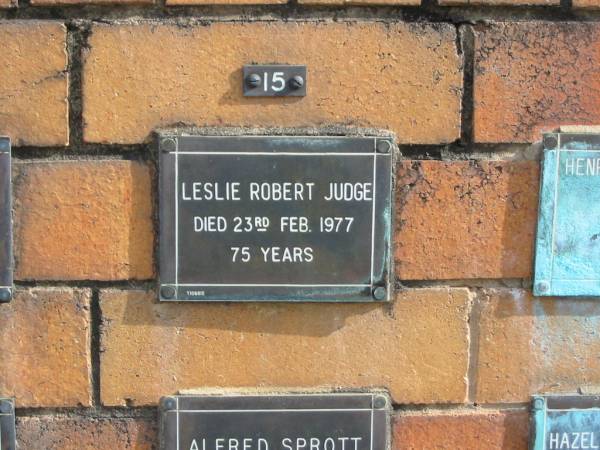 15
LESLIE ROBERT JUDGE
DIED 23RD FEB. 1977
75 YEARS
HENR
ALFRED SPROTT
HAZEL